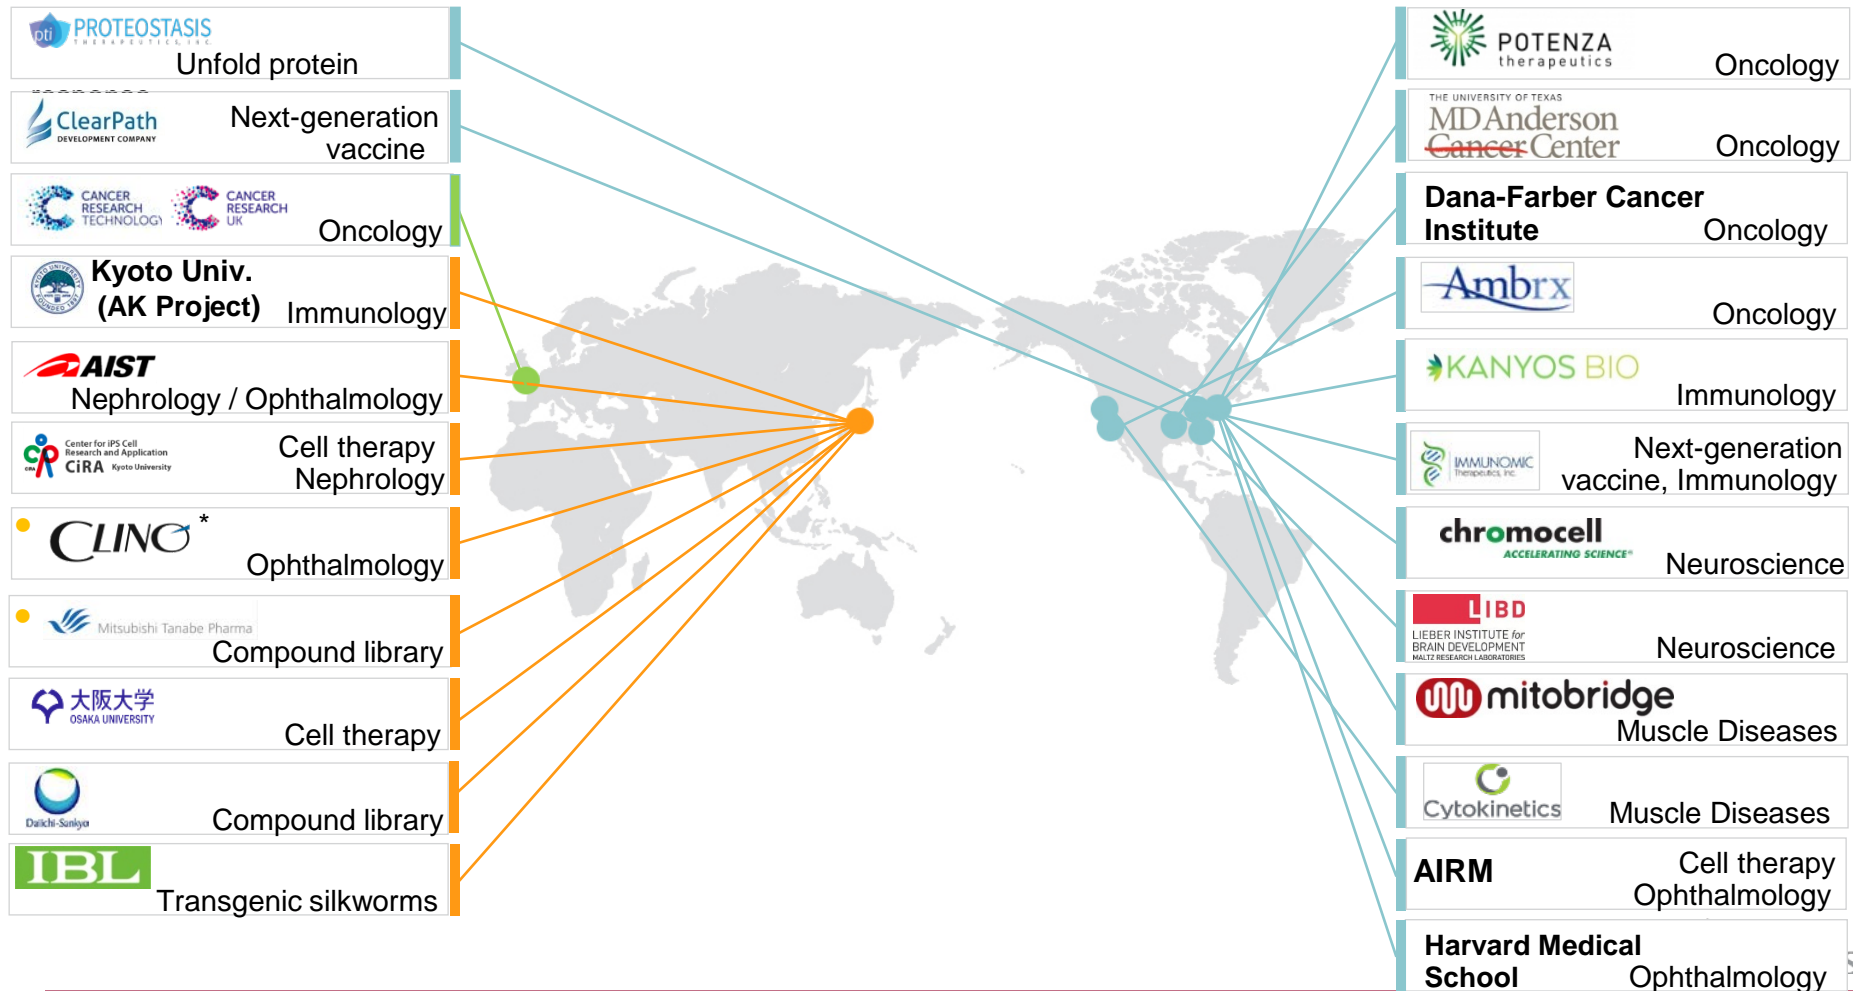 pti PROTEOSTASIS
THERAPEUTICS, INC.
Unfold protein
response
ClearPath
DEVELOPMENT COMPANY
Next-generation
vaccine
CANCER
RESEARCH
TECHNOLOGY
CANCER
RESEARCH
UK
Oncology
Kyoto Univ.
(AK Project)
Immunology
AIST
Nephrology / Ophthalmology
Center for iPS Cell
Research and Application
CiRA Kyoto University
Cell therapy
Nephrology
CLINO *
Ophthalmology
Mitsubishi Tanabe Pharma
Compound library
大阪大学
OSAKA UNIVERSITY
Cell therapy
Daiichi-Sankyo
Compound library
IBL
Transgenic silkworms
POTENZA
therapeutics
Oncology
THE UNIVERSITY OF TEXAS
MD Anderson
Cancer Center
Oncology
Dana-Farber Cancer
Institute
Oncology
Ambrx
Oncology
KANYOS BIO
Immunology
IMMUNOMIC
Therapeutics, Inc.
Next-generation
vaccine, Immunology
chromocell
ACCELERATING SCIENCE®
Neuroscience
LIBD
LIEBER INSTITUTE for
BRAIN DEVELOPMENT
MALTZ RESEARCH LABORATORIES
Neuroscience
mitobridge
Muscle Diseases
Cytokinetics
Muscle Diseases
AIRM
Cell therapy
Ophthalmology
Harvard Medical
School
Ophthalmology